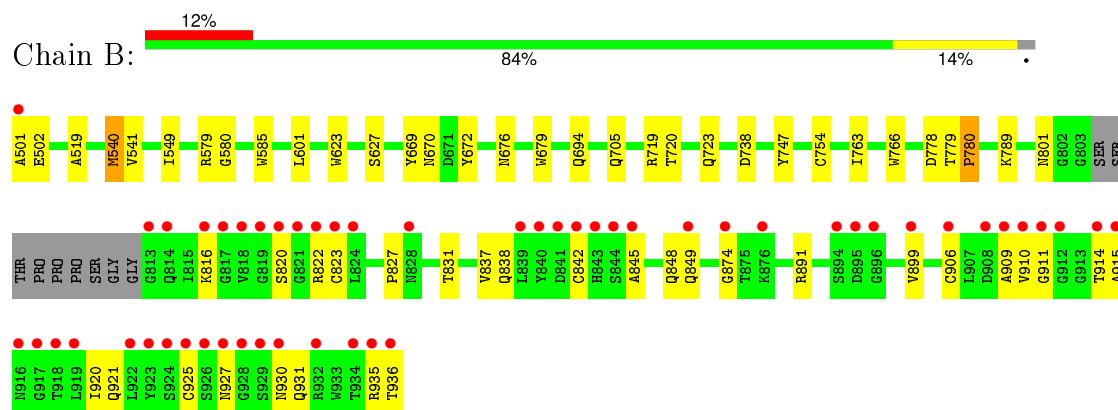 12%
Chain B:
84% 14% •
A501 E502 A519 M540 V541 I549 R579 G580 W585 L601 W623 S627 Y669 N670 D671 Y672 N676 W679 Q694 Q705 R719 T720 Q723 D738 Y747 C754 I763 W766 D778 T779 P780 K789 N801 G802 G803 SER SER
THR PRO PRO PRO SER GLY GLY G813 Q814 I815 K816 G817 V818 G819 S820 G821 R822 C823 L824 P827 N828 T831 V837 Q838 L839 Y840 D841 C842 H843 S844 A845 Q848 Q849 G874 T875 K876 R891 S894 D895 G896 V899 C906 L907 D908 A909 V910 G911 G912 G913 T914 A915
N916 G917 T918 L919 I920 Q921 L922 Y923 S924 C925 S926 N927 G928 S929 N930 Q931 R932 W933 T934 R935 T936